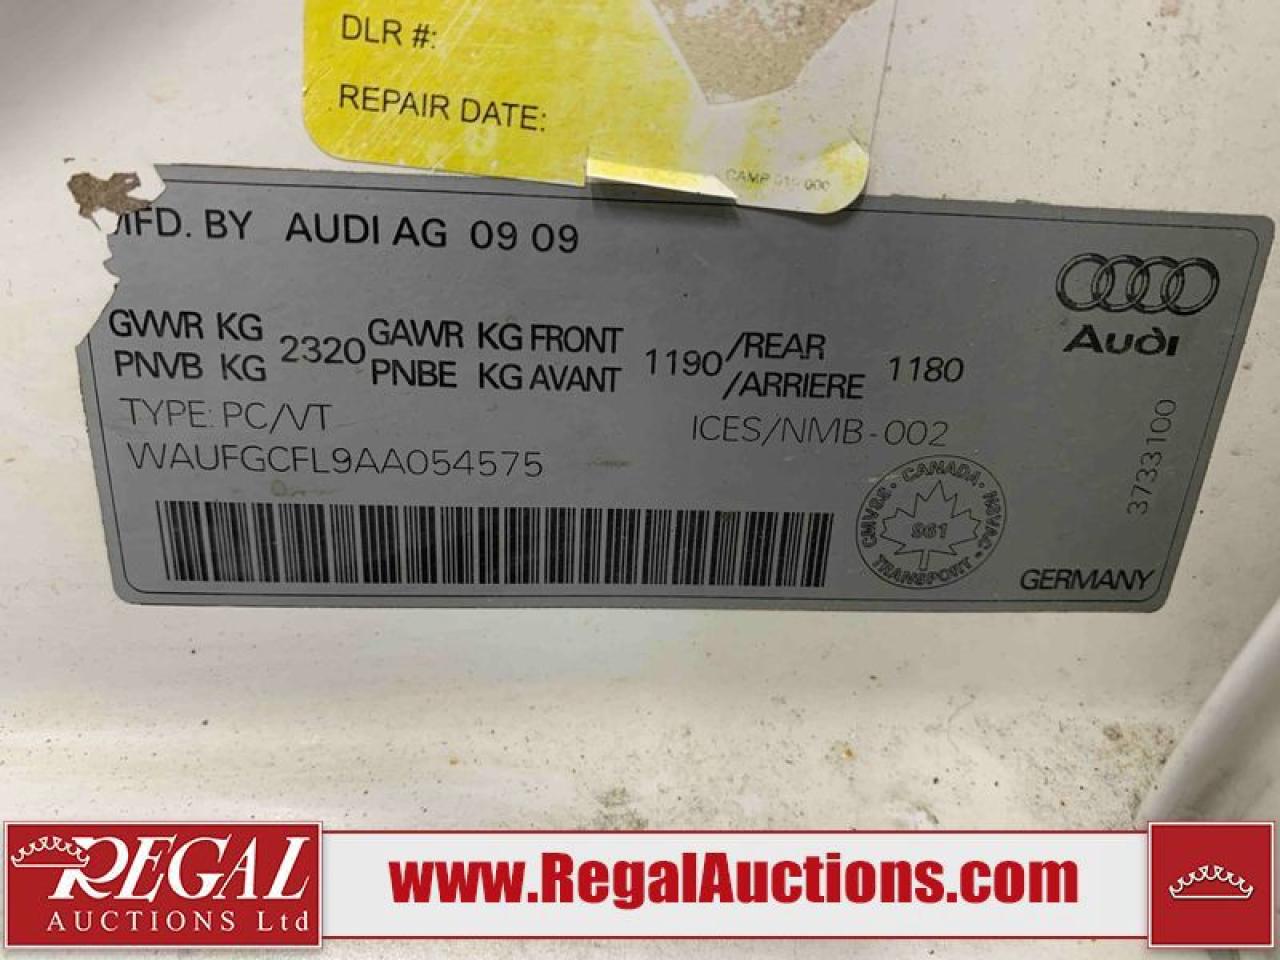 DLR #:
REPAIR DATE:
MFD. BY AUDI AG 09 09
GVWR KG 2320 GAWR KG FRONT 1190 /REAR 1180
PNVB KG PNBE KG AVANT /ARRIERE
TYPE: PC/VT ICES/NMB-002
WAUFGCFL9AA054575
Audi
3733100
CANADA · NSVAC · TRANSPORT · CMVSS
961
GERMANY
REGAL
AUCTIONS Ltd
www.RegalAuctions.com